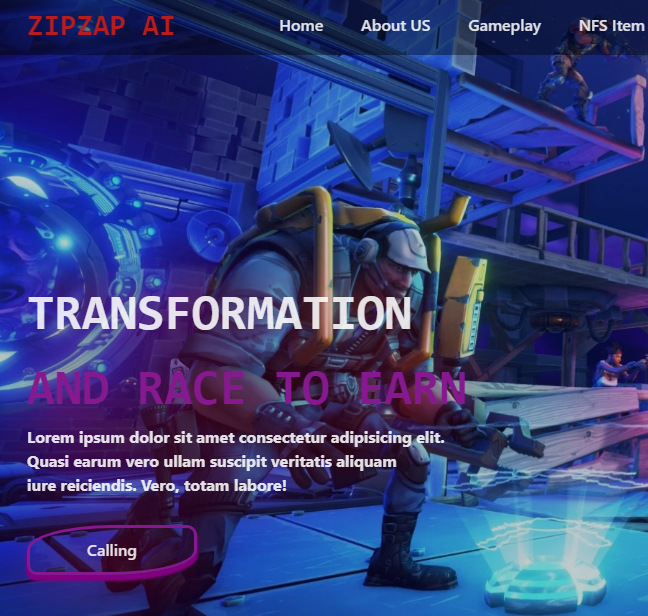 ZIPZAP AI
Home About US Gameplay NFS Item
TRANSFORMATION
AND RACE TO EARN
Lorem ipsum dolor sit amet consectetur adipisicing elit.
Quasi earum vero ullam suscipit veritatis aliquam
iure reiciendis. Vero, totam labore!
Calling